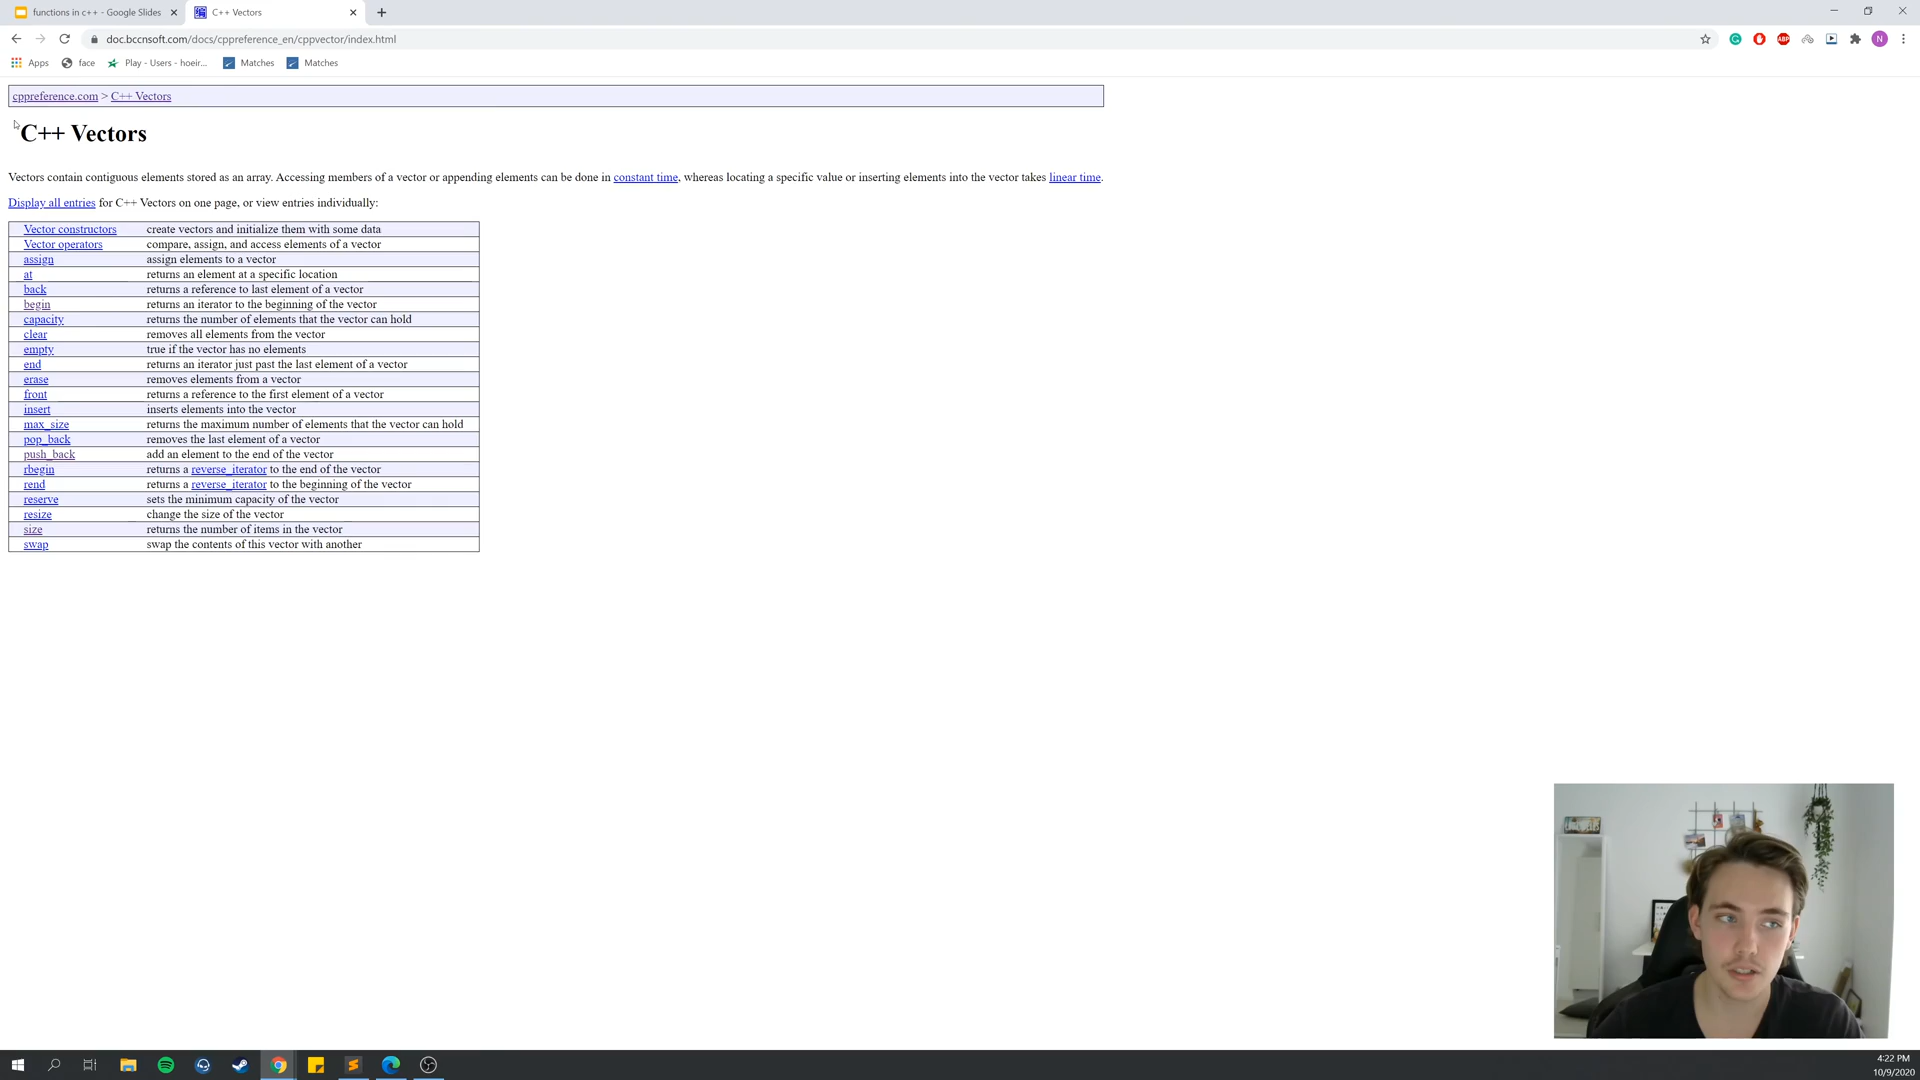 functions in c++ - Google Slides
C++ Vectors
doc.bccnsoft.com/docs/cppreference_en/cppvector/index.html
N
Apps
face
Play - Users - hoeir...
Matches
Matches
cppreference.com > C++ Vectors
C++ Vectors
Vectors contain contiguous elements stored as an array. Accessing members of a vector or appending elements can be done in constant time, whereas locating a specific value or inserting elements into the vector takes linear time.
Display all entries for C++ Vectors on one page, or view entries individually:
Vector constructors create vectors and initialize them with some data
Vector operators compare, assign, and access elements of a vector
assign assign elements to a vector
at returns an element at a specific location
back returns a reference to last element of a vector
begin returns an iterator to the beginning of the vector
capacity returns the number of elements that the vector can hold
clear removes all elements from the vector
empty true if the vector has no elements
end returns an iterator just past the last element of a vector
erase removes elements from a vector
front returns a reference to the first element of a vector
insert inserts elements into the vector
max_size returns the maximum number of elements that the vector can hold
pop_back removes the last element of a vector
push_back add an element to the end of the vector
rbegin returns a reverse_iterator to the end of the vector
rend returns a reverse_iterator to the beginning of the vector
reserve sets the minimum capacity of the vector
resize change the size of the vector
size returns the number of items in the vector
swap swap the contents of this vector with another
4:22 PM
10/9/2020